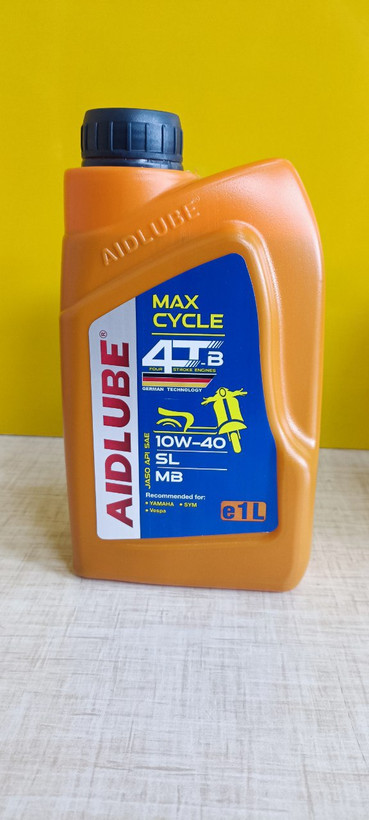 AIDLUBE
MAX
CYCLE
4T-B
FOUR STROKE ENGINES
GERMAN TECHNOLOGY
AIDLUBE®
SAE 10W-40
API SL
JASO MB
Recommended for:
• YAMAHA • SYM
• Vespa
e1L